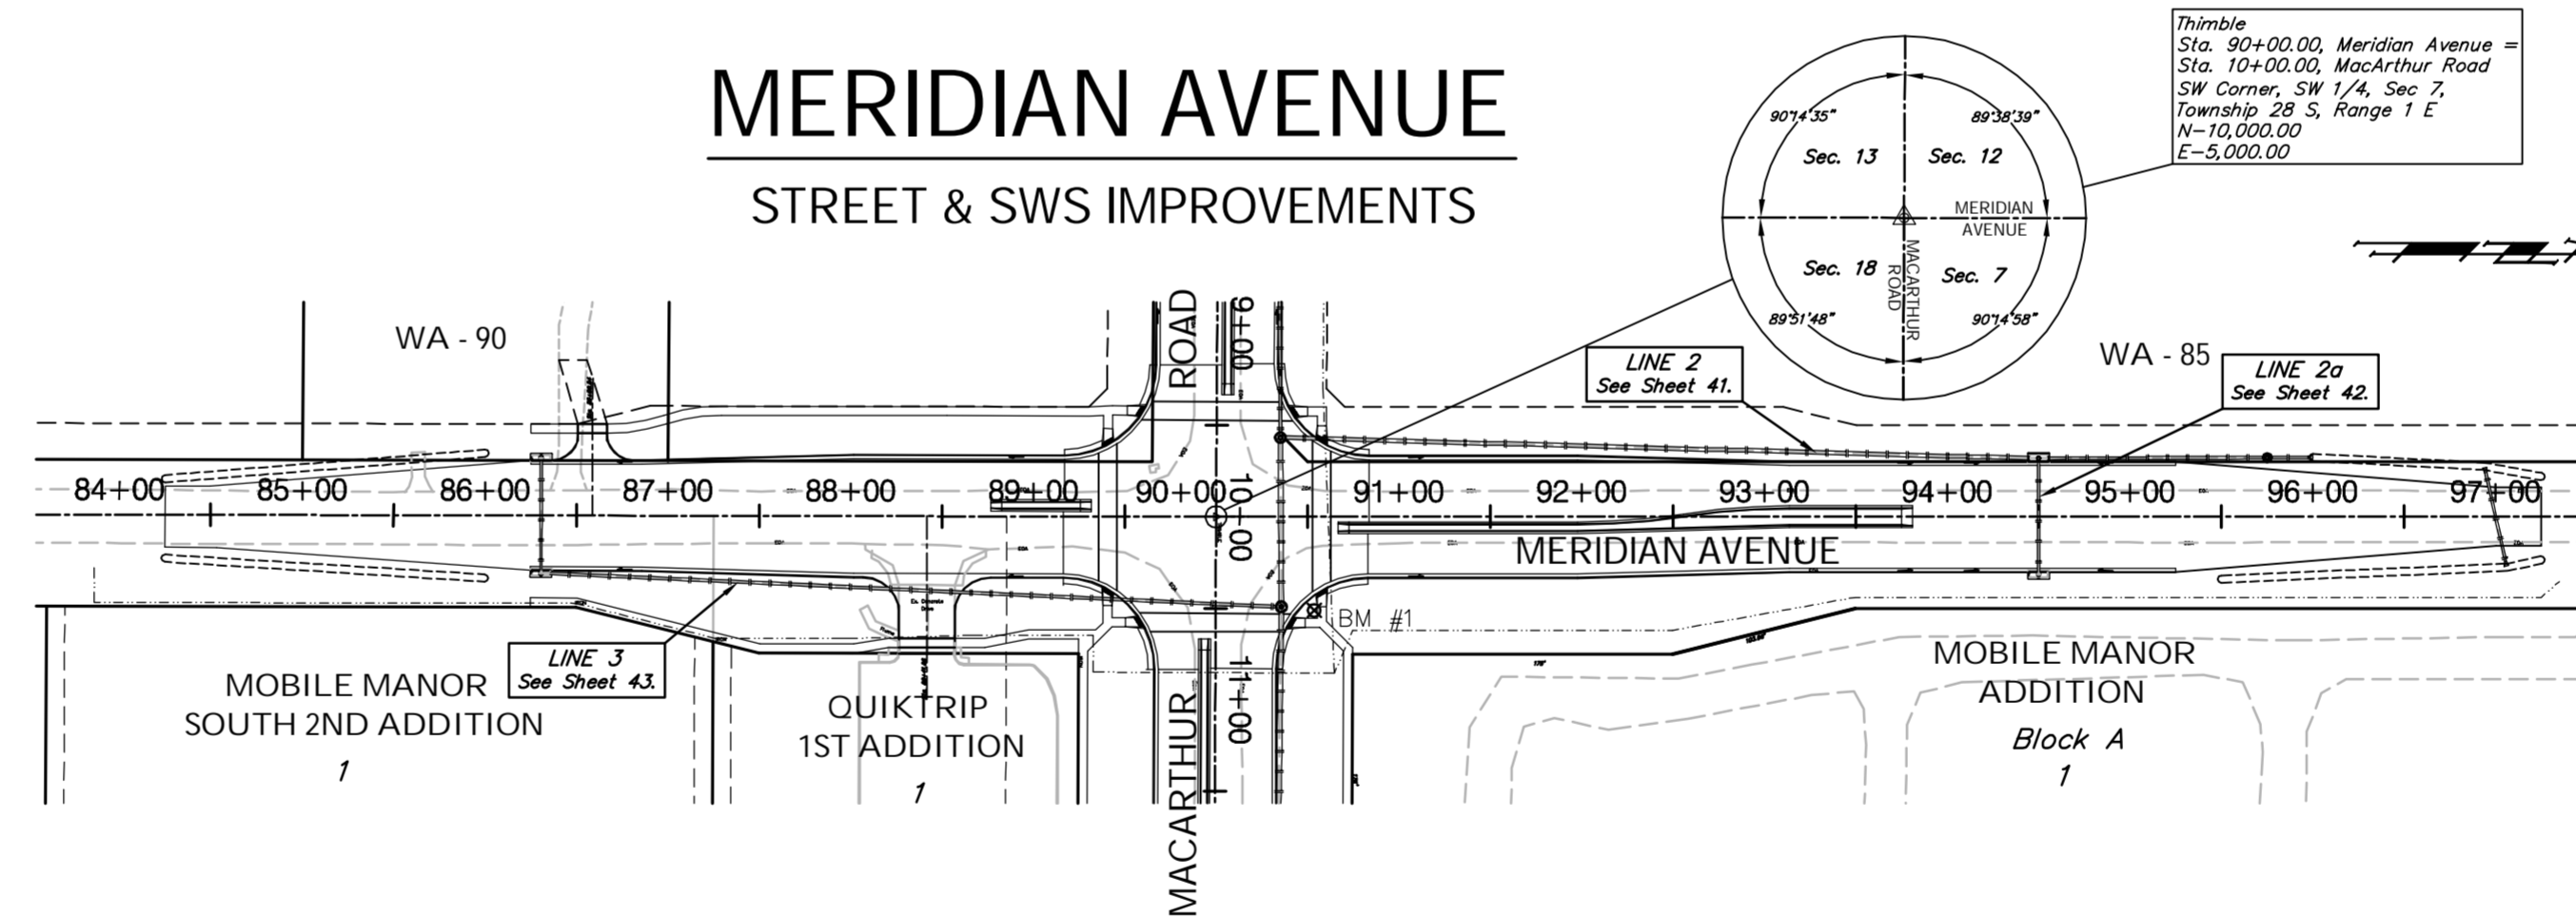 MERIDIAN AVENUE
STREET & SWS IMPROVEMENTS
Thimble
Sta. 90+00.00, Meridian Avenue =
Sta. 10+00.00, MacArthur Road
SW Corner, SW 1/4, Sec 7,
Township 28 S, Range 1 E
N-10,000.00
E-5,000.00
90°14'35"
89°38'39"
Sec. 13
Sec. 12
MERIDIAN
AVENUE
MACARTHUR
ROAD
Sec. 18
Sec. 7
89°51'48"
90°14'58"
WA - 90
ROAD
9+00
LINE 2
See Sheet 41.
WA - 85
LINE 2a
See Sheet 42.
84+00
85+00
86+00
87+00
88+00
89+00
90+00
10+00
91+00
92+00
93+00
94+00
95+00
96+00
97+00
MERIDIAN AVENUE
Ex. Concrete
Drive
BM #1
LINE 3
See Sheet 43.
MOBILE MANOR
SOUTH 2ND ADDITION
1
QUIKTRIP
1ST ADDITION
1
MACARTHUR
11+00
MOBILE MANOR
ADDITION
Block A
1